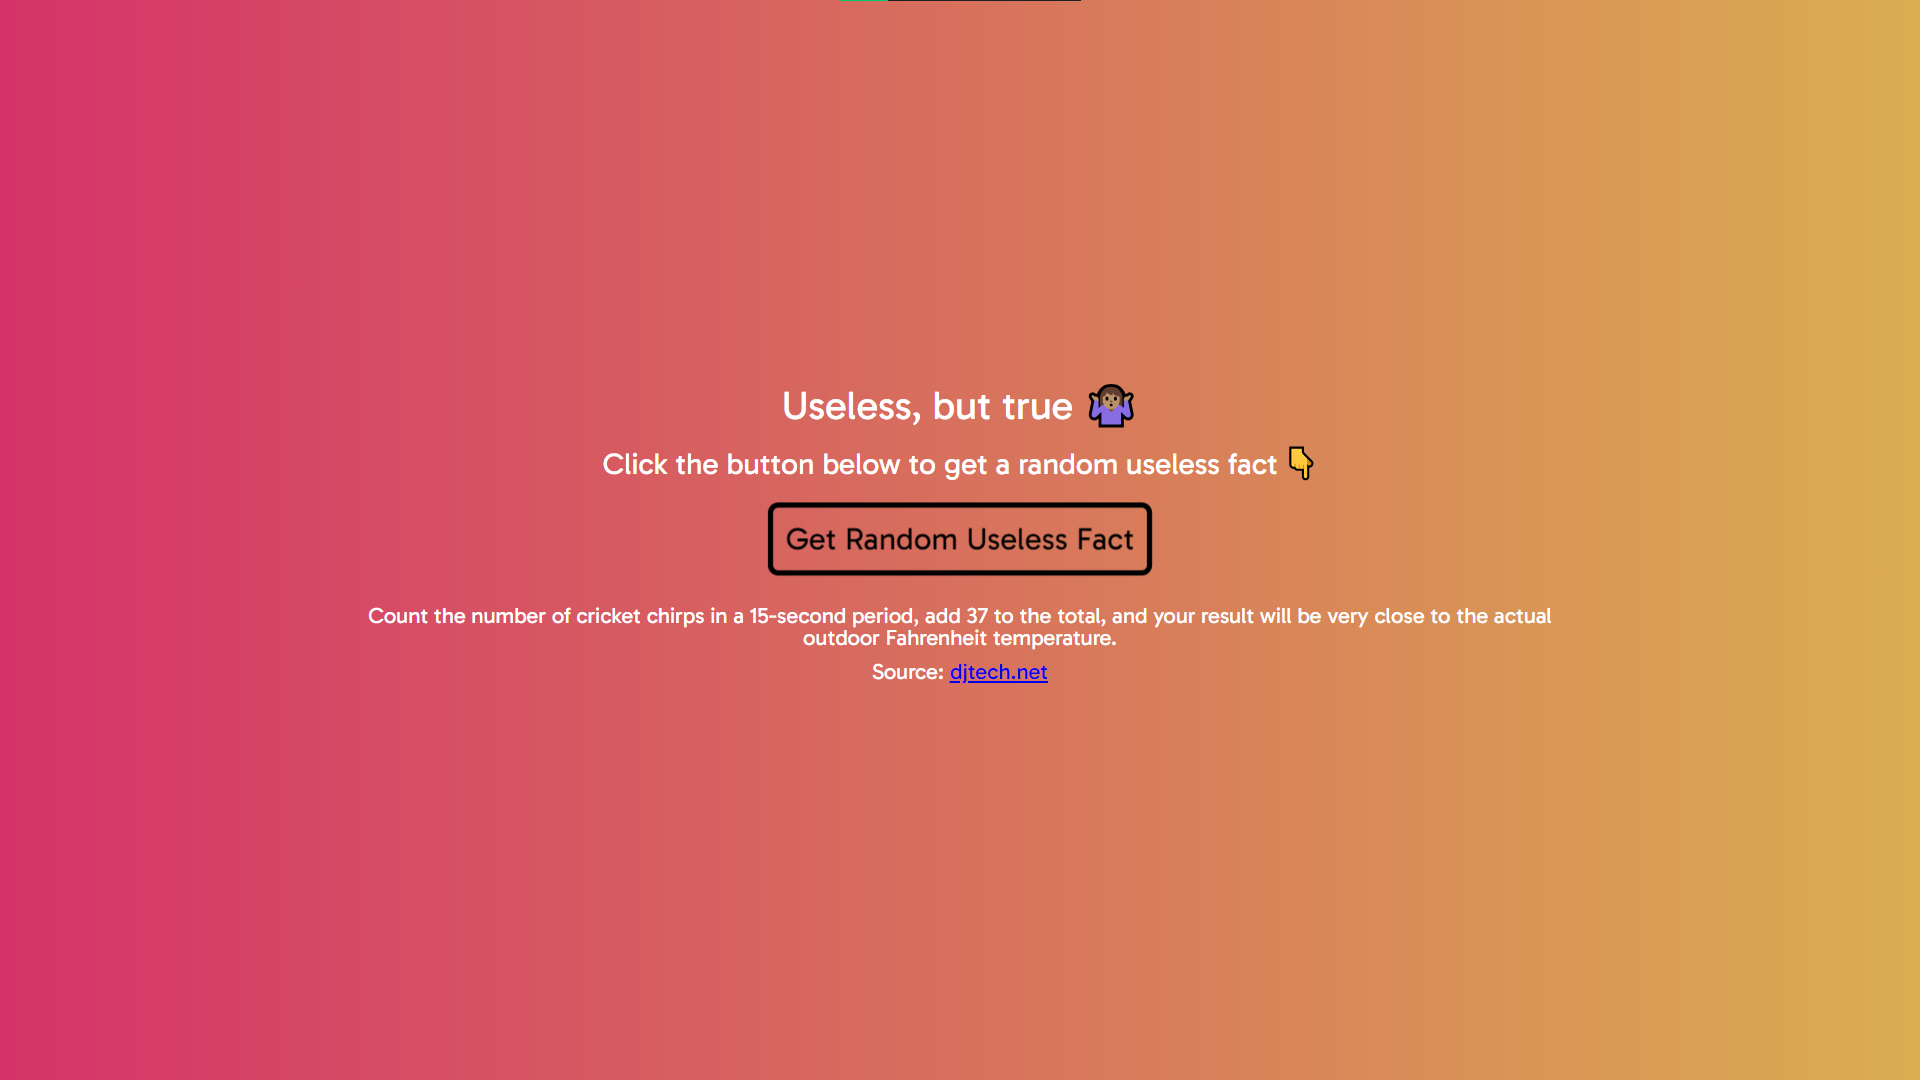 Useless, but true 🤷🏽‍♀️
Click the button below to get a random useless fact 👇
Get Random Useless Fact
Count the number of cricket chirps in a 15-second period, add 37 to the total, and your result will be very close to the actual
outdoor Fahrenheit temperature.
Source: djtech.net